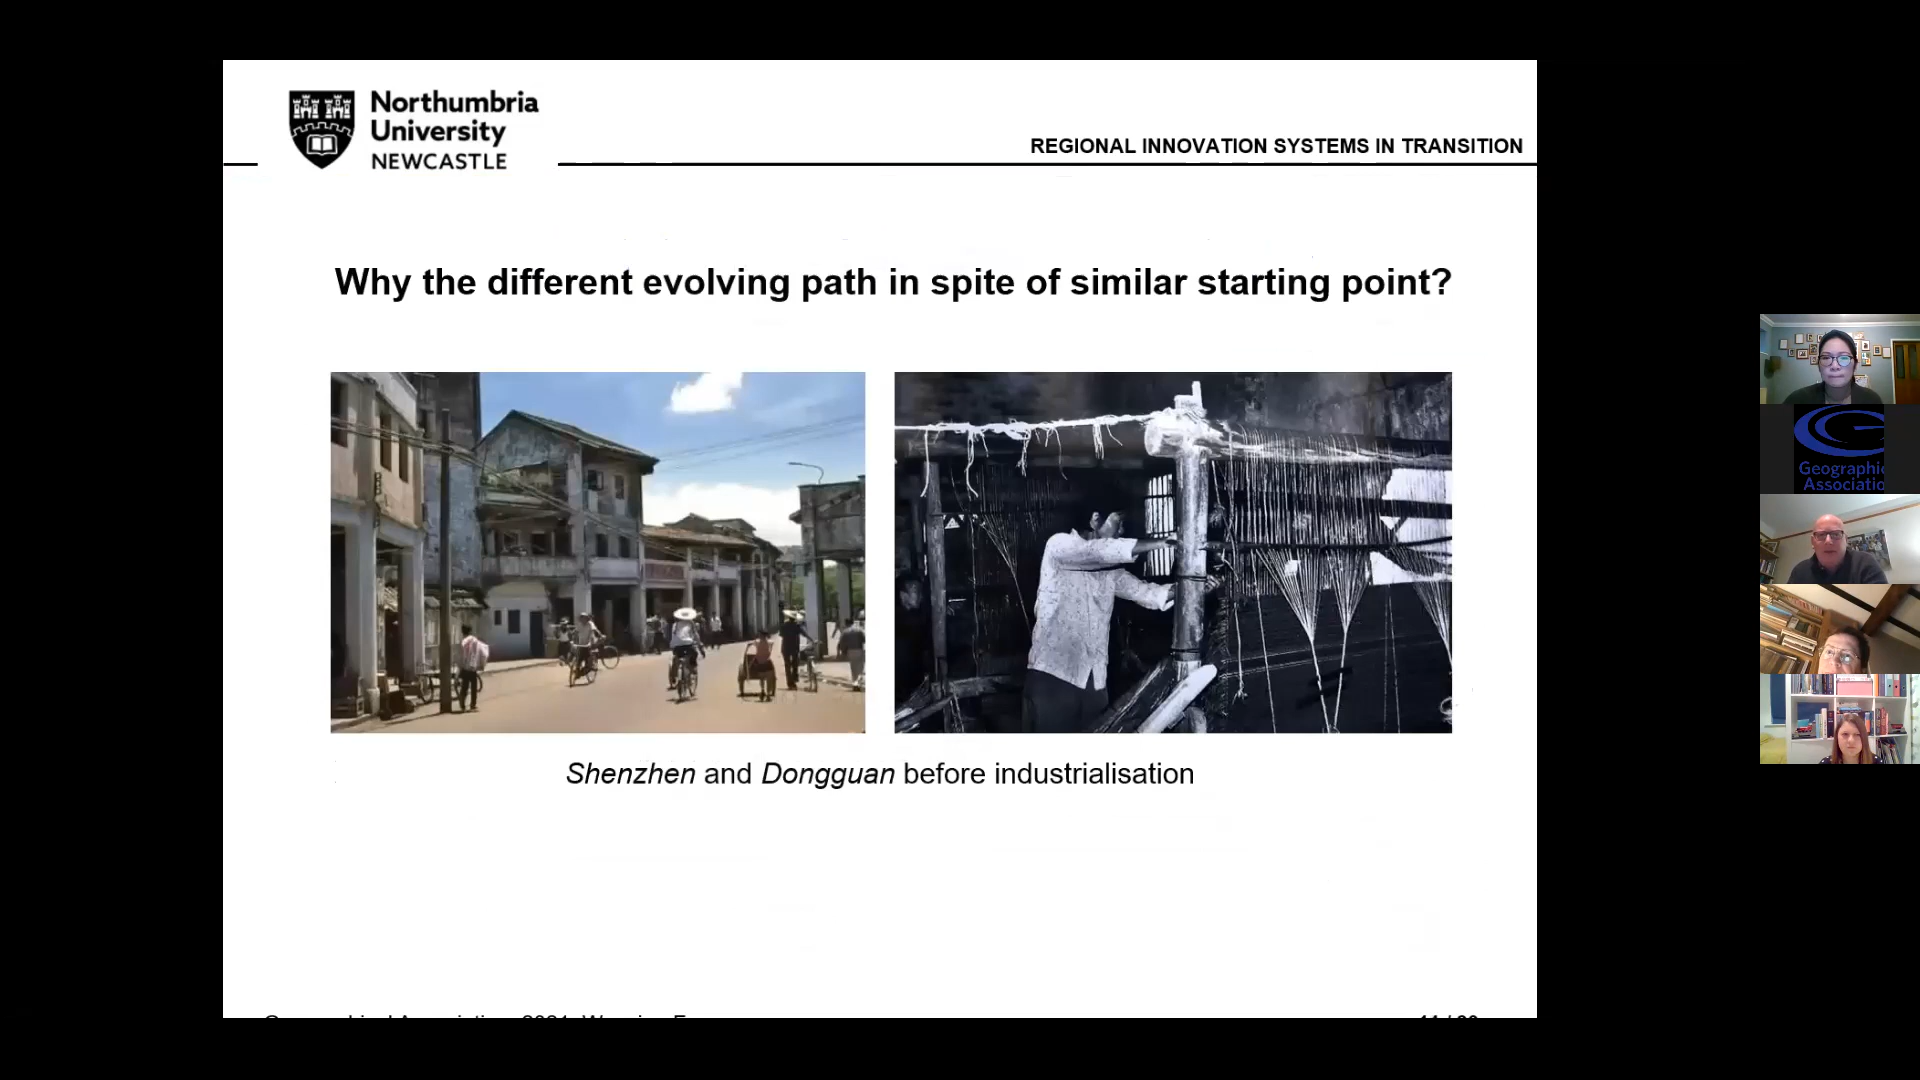 Northumbria
University
NEWCASTLE
REGIONAL INNOVATION SYSTEMS IN TRANSITION
Why the different evolving path in spite of similar starting point?
Shenzhen and Dongguan before industrialisation
Geographic
Associatio